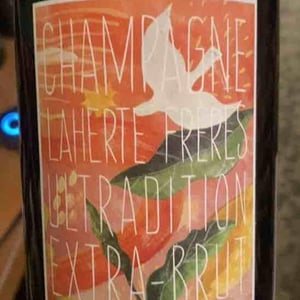 CHAMPAGNE
LAHERTE FRÈRES
ULTRADITION
EXTRA-BRUT